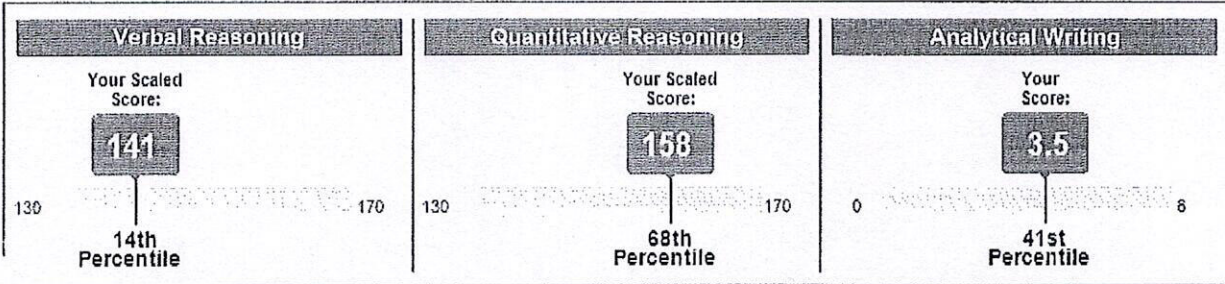 Verbal Reasoning
Your Scaled
Score:
141
130
170
14th
Percentile
Quantitative Reasoning
Your Scaled
Score:
158
130
170
68th
Percentile
Analytical Writing
Your
Score:
3.5
0
6
41st
Percentile